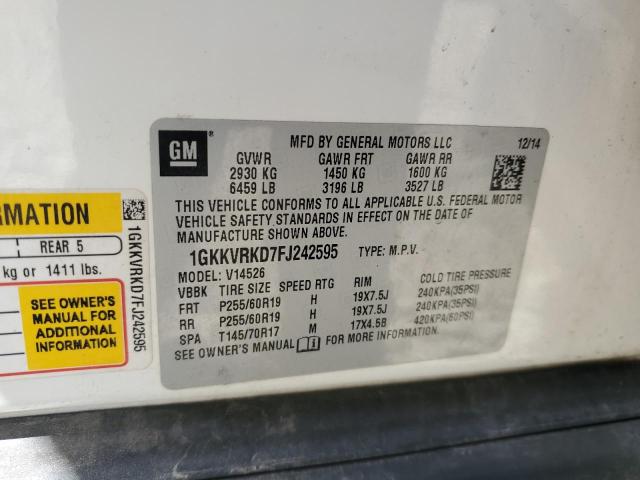 GM ®
MFD BY GENERAL MOTORS LLC 12/14
GVWR GAWR FRT GAWR RR
2930 KG 1450 KG 1600 KG
6459 LB 3196 LB 3527 LB
THIS VEHICLE CONFORMS TO ALL APPLICABLE U.S. FEDERAL MOTOR
VEHICLE SAFETY STANDARDS IN EFFECT ON THE DATE OF
MANUFACTURE SHOWN ABOVE.
1GKKVRKD7FJ242595 TYPE: M.P.V.
MODEL: V14526
VBBK TIRE SIZE SPEED RTG RIM COLD TIRE PRESSURE
FRT P255/60R19 H 19X7.5J 240KPA(35PSI)
RR P255/60R19 H 19X7.5J 240KPA(35PSI)
SPA T145/70R17 M 17X4.5B 420KPA(60PSI)
SEE OWNER'S MANUAL i FOR MORE INFORMATION.
RMATION
REAR 5
kg or 1411 lbs.
SEE OWNER'S
MANUAL FOR
ADDITIONAL
INFORMATION
1GKKVRKD7FJ242595